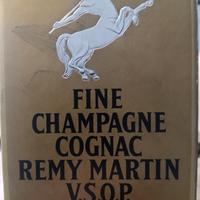 FINE
CHAMPAGNE
COGNAC
REMY MARTIN
V.S.O.P.